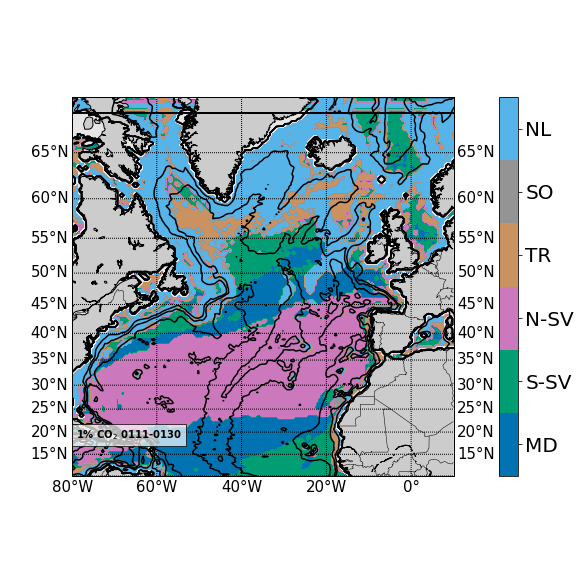 NL
65°N 65°N
SO
60°N 60°N
55°N 55°N
TR
50°N 50°N
45°N 45°N
N-SV
40°N 40°N
35°N 35°N
S-SV
30°N 30°N
25°N 25°N
20°N 20°N
1% CO₂ 0111-0130
MD
15°N 15°N
80°W 60°W 40°W 20°W 0°